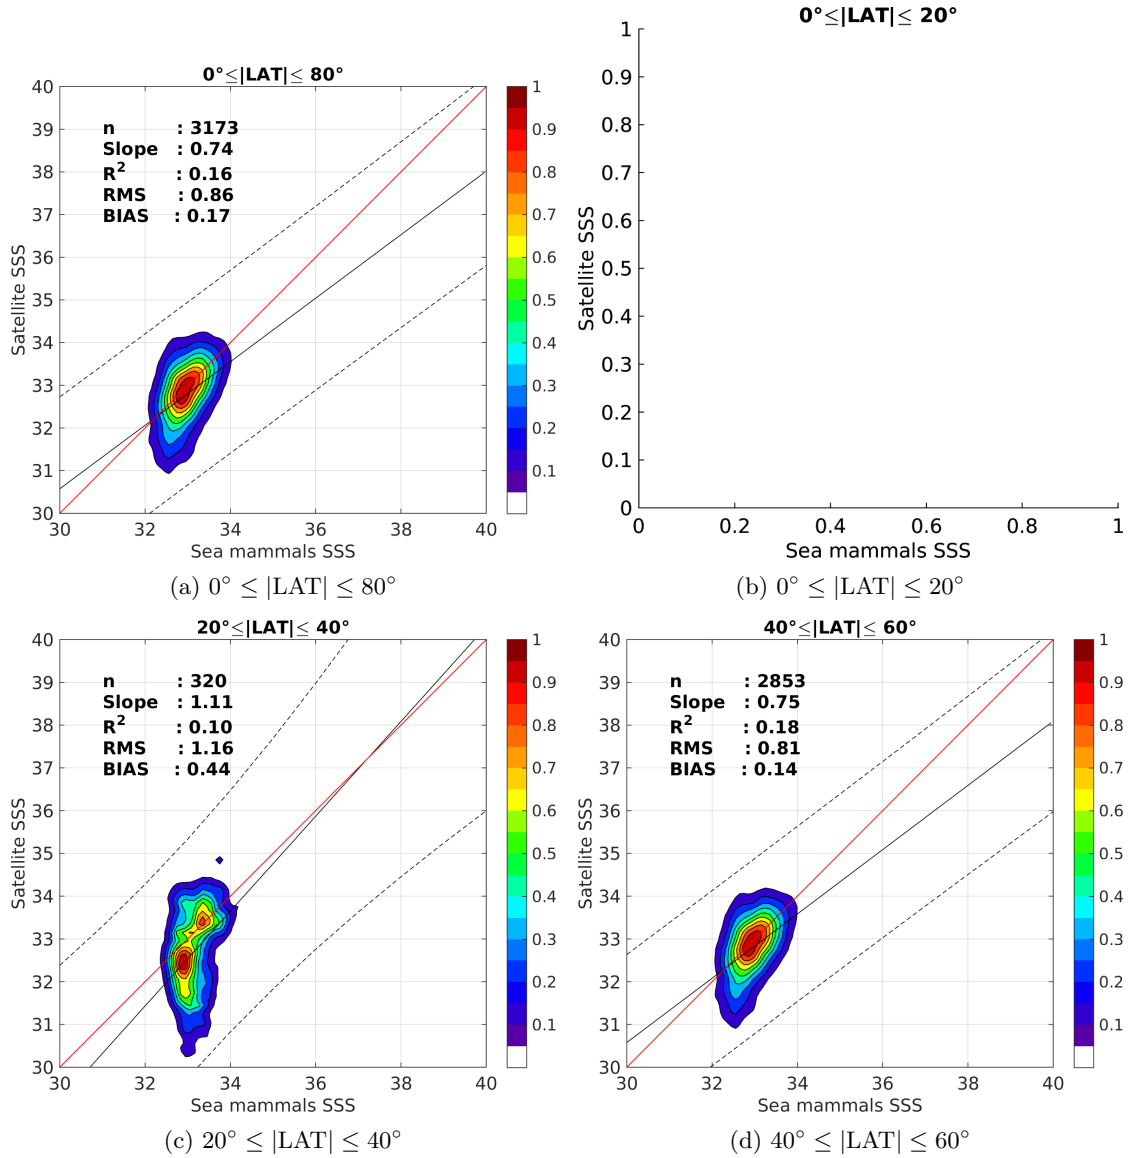 0°≤|LAT|≤ 80°
40
39
38
37
36
35
34
33
32
31
30
30 32 34 36 38 40
n : 3173
Slope : 0.74
R² : 0.16
RMS : 0.86
BIAS : 0.17
Satellite SSS
Sea mammals SSS
1
0.9
0.8
0.7
0.6
0.5
0.4
0.3
0.2
0.1
(a) 0° ≤ |LAT| ≤ 80°
0°≤|LAT|≤ 20°
1
0.9
0.8
0.7
0.6
0.5
0.4
0.3
0.2
0.1
0
0 0.2 0.4 0.6 0.8 1
Satellite SSS
Sea mammals SSS
(b) 0° ≤ |LAT| ≤ 20°
20°≤|LAT|≤ 40°
40
39
38
37
36
35
34
33
32
31
30
30 32 34 36 38 40
n : 320
Slope : 1.11
R² : 0.10
RMS : 1.16
BIAS : 0.44
Satellite SSS
Sea mammals SSS
1
0.9
0.8
0.7
0.6
0.5
0.4
0.3
0.2
0.1
(c) 20° ≤ |LAT| ≤ 40°
40°≤|LAT|≤ 60°
40
39
38
37
36
35
34
33
32
31
30
30 32 34 36 38 40
n : 2853
Slope : 0.75
R² : 0.18
RMS : 0.81
BIAS : 0.14
Satellite SSS
Sea mammals SSS
1
0.9
0.8
0.7
0.6
0.5
0.4
0.3
0.2
0.1
(d) 40° ≤ |LAT| ≤ 60°